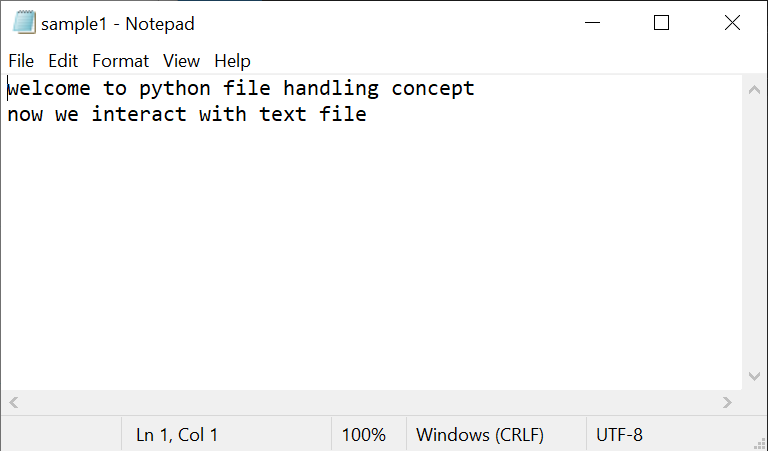 sample1 - Notepad
File Edit Format View Help
welcome to python file handling concept
now we interact with text file
Ln 1, Col 1 100% Windows (CRLF) UTF-8